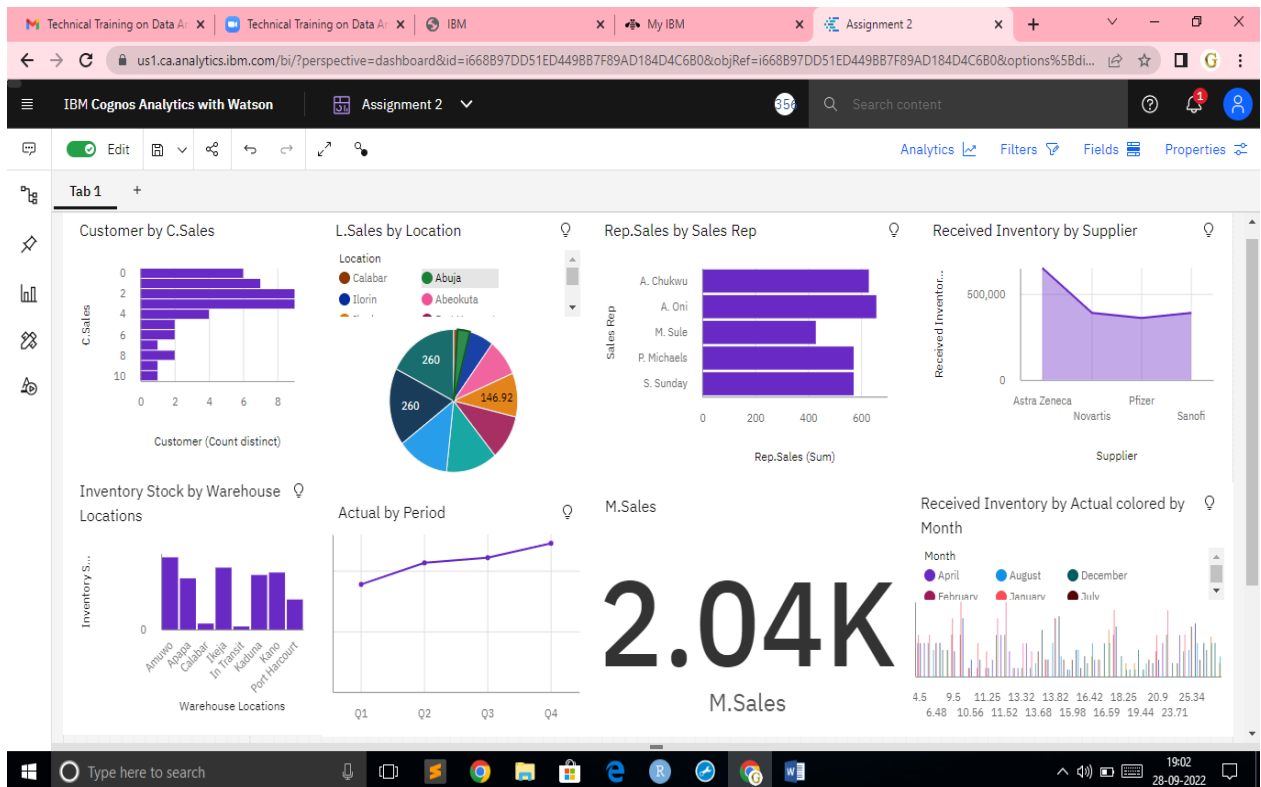 Technical Training on Data Ar
Technical Training on Data Ar
IBM
My IBM
Assignment 2
us1.ca.analytics.ibm.com/bi/?perspective=dashboard&id=i668B97DD51ED449BB7F89AD184D4C6B0&objRef=i668B97DD51ED449BB7F89AD184D4C6B0&options%5Bdi...
G
IBM Cognos Analytics with Watson
Assignment 2
356
Search content
1
Edit
Analytics
Filters
Fields
Properties
Tab 1
Customer by C.Sales
C.Sales
0
2
4
6
8
10
0 2 4 6 8
Customer (Count distinct)
L.Sales by Location
Location
Calabar Abuja
Ilorin Abeokuta
260
260
146.92
Rep.Sales by Sales Rep
Sales Rep
A. Chukwu
A. Oni
M. Sule
P. Michaels
S. Sunday
0 200 400 600
Rep.Sales (Sum)
Received Inventory by Supplier
Received Inventor...
500,000
0
Astra Zeneca Pfizer
Novartis Sanofi
Supplier
Inventory Stock by Warehouse
Locations
Inventory S...
0
Amuwo Apapa Calabar Ikeja In Transit Kaduna Kano Port Harcourt
Warehouse Locations
Actual by Period
Q1 Q2 Q3 Q4
M.Sales
2.04K
M.Sales
Received Inventory by Actual colored by
Month
Month
April August December
February January July
4.5 9.5 11.25 13.32 13.82 16.42 18.25 20.9 25.34
6.48 10.56 11.52 13.68 15.98 16.59 19.44 23.71
Type here to search
R
G
W
19:02
28-09-2022